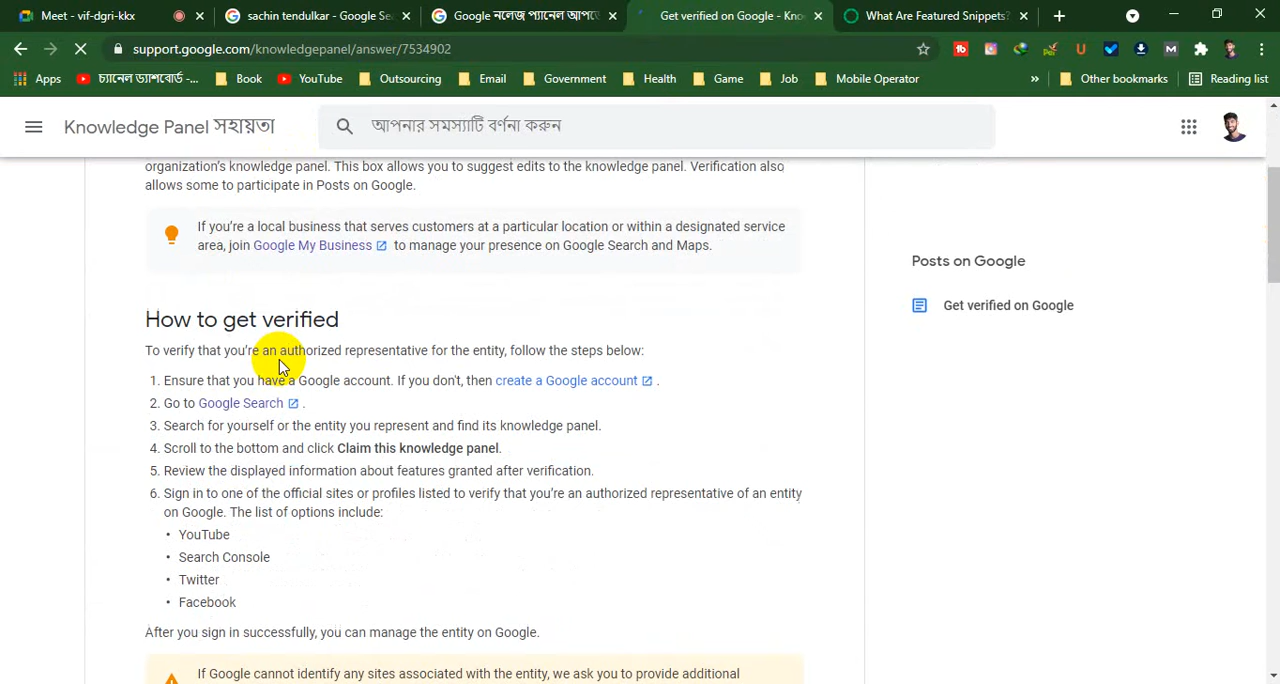 Meet - vif-dgri-kkx
sachin tendulkar - Google Se
Google নলেজ প্যানেল আপডে
Get verified on Google - Kno
What Are Featured Snippets?
support.google.com/knowledgepanel/answer/7534902
Apps
চ্যানেল ড্যাশবোর্ড -...
Book
YouTube
Outsourcing
Email
Government
Health
Game
Job
Mobile Operator
»
Other bookmarks
Reading list
Knowledge Panel সহায়তা
আপনার সমস্যাটি বর্ণনা করুন
organization's knowledge panel. This box allows you to suggest edits to the knowledge panel. Verification also
allows some to participate in Posts on Google.
If you're a local business that serves customers at a particular location or within a designated service
area, join Google My Business to manage your presence on Google Search and Maps.
Posts on Google
Get verified on Google
How to get verified
To verify that you're an authorized representative for the entity, follow the steps below:
1. Ensure that you have a Google account. If you don't, then create a Google account .
2. Go to Google Search .
3. Search for yourself or the entity you represent and find its knowledge panel.
4. Scroll to the bottom and click Claim this knowledge panel.
5. Review the displayed information about features granted after verification.
6. Sign in to one of the official sites or profiles listed to verify that you're an authorized representative of an entity
on Google. The list of options include:
• YouTube
• Search Console
• Twitter
• Facebook
After you sign in successfully, you can manage the entity on Google.
If Google cannot identify any sites associated with the entity, we ask you to provide additional